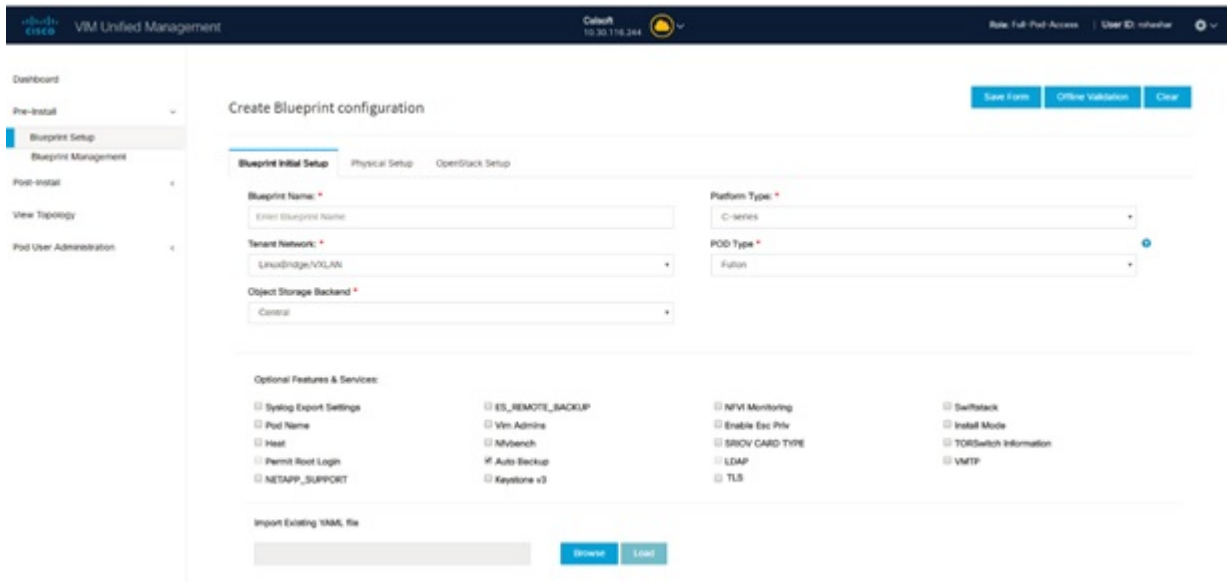 CISCO VIM Unified Management
Calsoft
10.30.116.244
Role: Full-Pod-Access | User ID:
Dashboard
Pre-Install
Blueprint Setup
Blueprint Management
Post-Install
View Topology
Pod User Administration
Create Blueprint configuration
Save Form Offline Validation Clear
Blueprint Initial Setup Physical Setup OpenStack Setup
Blueprint Name: *
Enter Blueprint Name
Platform Type: *
C-series
Tenant Network: *
LinuxBridge/VXLAN
POD Type *
Fullon
Object Storage Backend *
Central
Optional Features & Services:
Syslog Export Settings ES_REMOTE_BACKUP NFVI Monitoring Swiftstack
Pod Name Vim Admins Enable Esc Priv Install Mode
Heat Nfvbench SRIOV CARD TYPE TORSwitch Information
Permit Root Login Auto Backup LDAP VMTP
NETAPP_SUPPORT Keystone v3 TLS
Import Existing YAML file
Browse Load